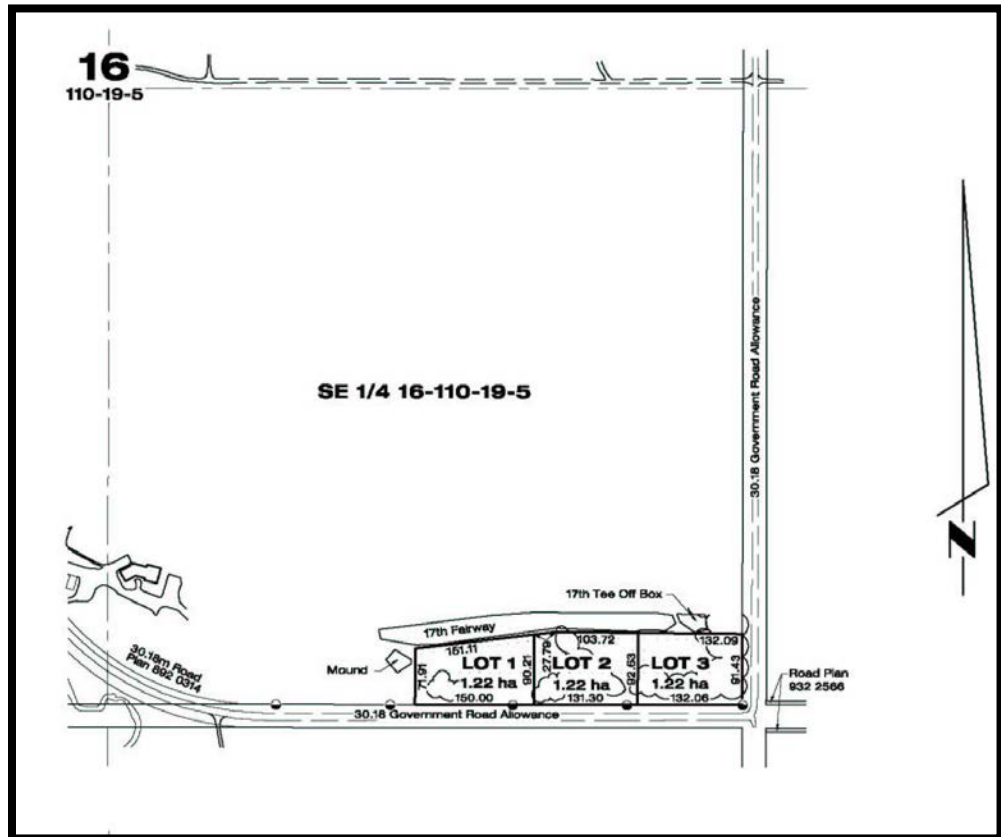 16
110-19-5
SE 1/4 16-110-19-5
30.18 Government Road Allowance
17th Tee Off Box
17th Fairway
103.72
132.09
151.11
Mound
LOT 1
LOT 2
LOT 3
71.91
90.21
27.79
92.63
91.43
1.22 ha
1.22 ha
1.22 ha
150.00
131.30
132.06
30.18m Road
Plan 892 0314
Road Plan
932 2566
30.18 Government Road Allowance
N